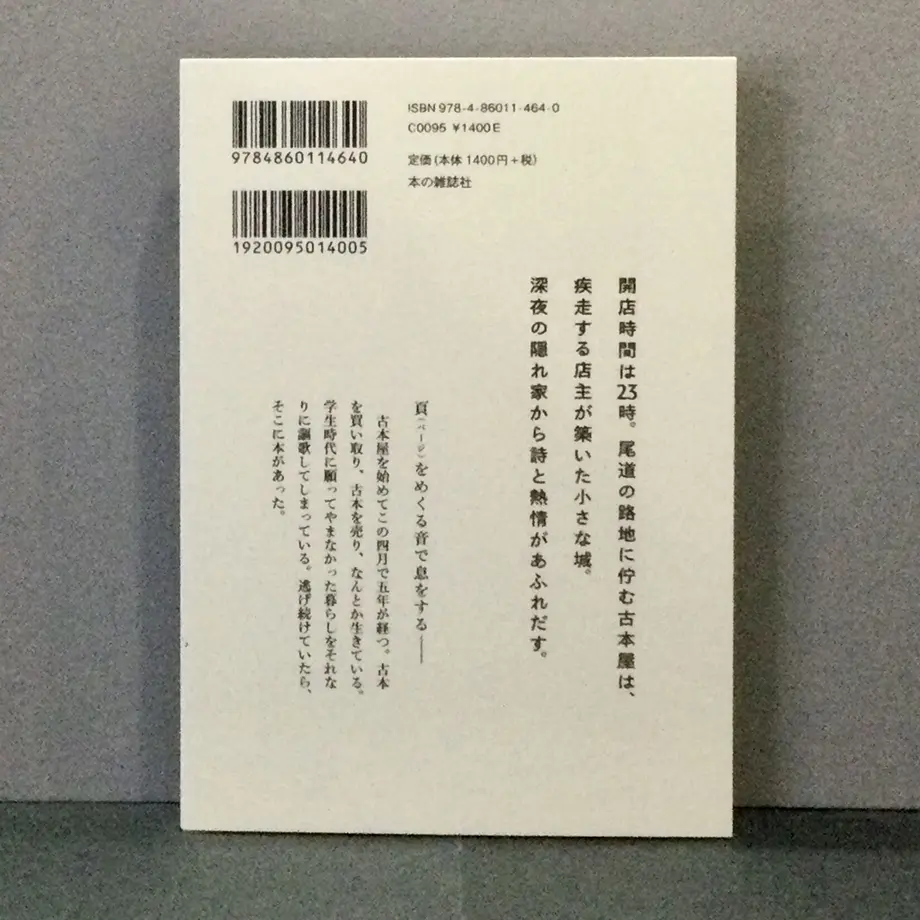 9784860114640
1920095014005
ISBN 978-4-86011-464-0
C0095 ¥1400E
定価(本体1400円+税)
本の雑誌社
開店時間は23時。尾道の路地に佇む古本屋は、
疾走する店主が築いた小さな城。
深夜の隠れ家から詩と熱情があふれだす。
頁(ページ)をめくる音で息をする──
古本屋を始めてこの四月で五年が経つ。古本
を買い取り、古本を売り、なんとか生きている。
学生時代に願ってやまなかった暮らしをそれな
りに謳歌してしまっている。逃げ続けていたら、
そこに本があった。